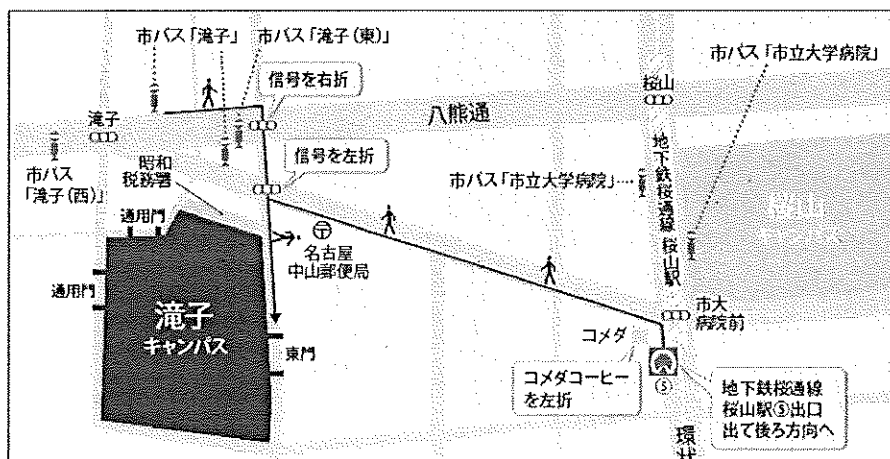 市バス「滝子」
市バス「滝子(東)」
市バス「市立大学病院」
信号を右折
桜山
滝子
八熊通
昭和
税務署
信号を左折
市バス
「滝子(西)」
市バス「市立大学病院」
地下鉄桜通線 桜山駅
桜山
通用門
名古屋
中山郵便局
通用門
滝子
キャンパス
市大
病院前
コメダ
東門
コメダコーヒー
を左折
⑤
地下鉄桜通線
桜山駅⑤出口
出て後ろ方向へ
環状